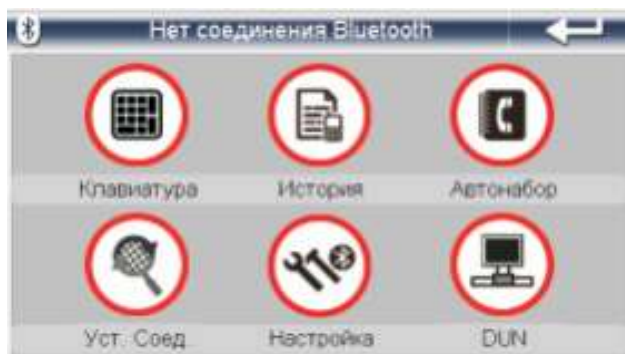 Нет соединения Bluetooth
Клавиатура История Автонабор
Уст. Соед Настройка DUN